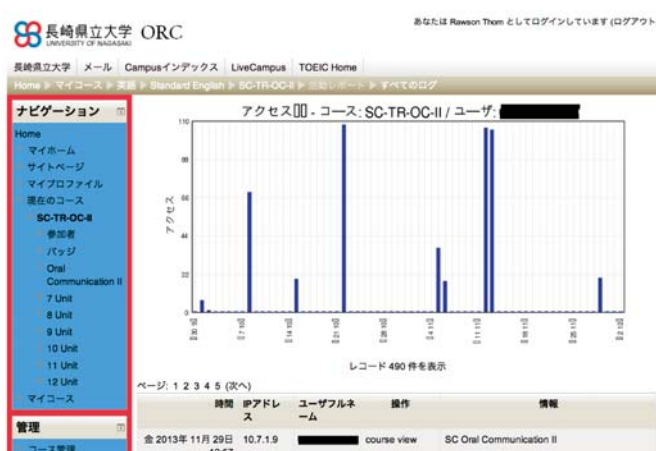 長崎県立大学 ORC
UNIVERSITY OF NAGASAKI
あなたは Rawson Thom としてログインしています (ログアウト
長崎県立大学 メール Campusインデックス LiveCampus TOEIC Home
Home ▶ マイコース ▶ 英語 ▶ Standard English ▶ SC-TR-OC-II ▶ 活動レポート ▶ すべてのログ
ナビゲーション
Home
マイホーム
サイトページ
マイプロファイル
現在のコース
SC-TR-OC-II
参加者
バッジ
Oral
Communication II
7 Unit
8 Unit
9 Unit
10 Unit
11 Unit
12 Unit
マイコース
管理
コース管理
アクセス▯▯ - コース: SC-TR-OC-II / ユーザ:
アクセス
110
88
66
44
22
0
レコード 490 件を表示
ページ: 1 2 3 4 5 (次へ)
時間 IPアドレス ユーザフルネーム 操作 情報
金 2013年 11月 29日 10.7.1.9 course view SC Oral Communication II